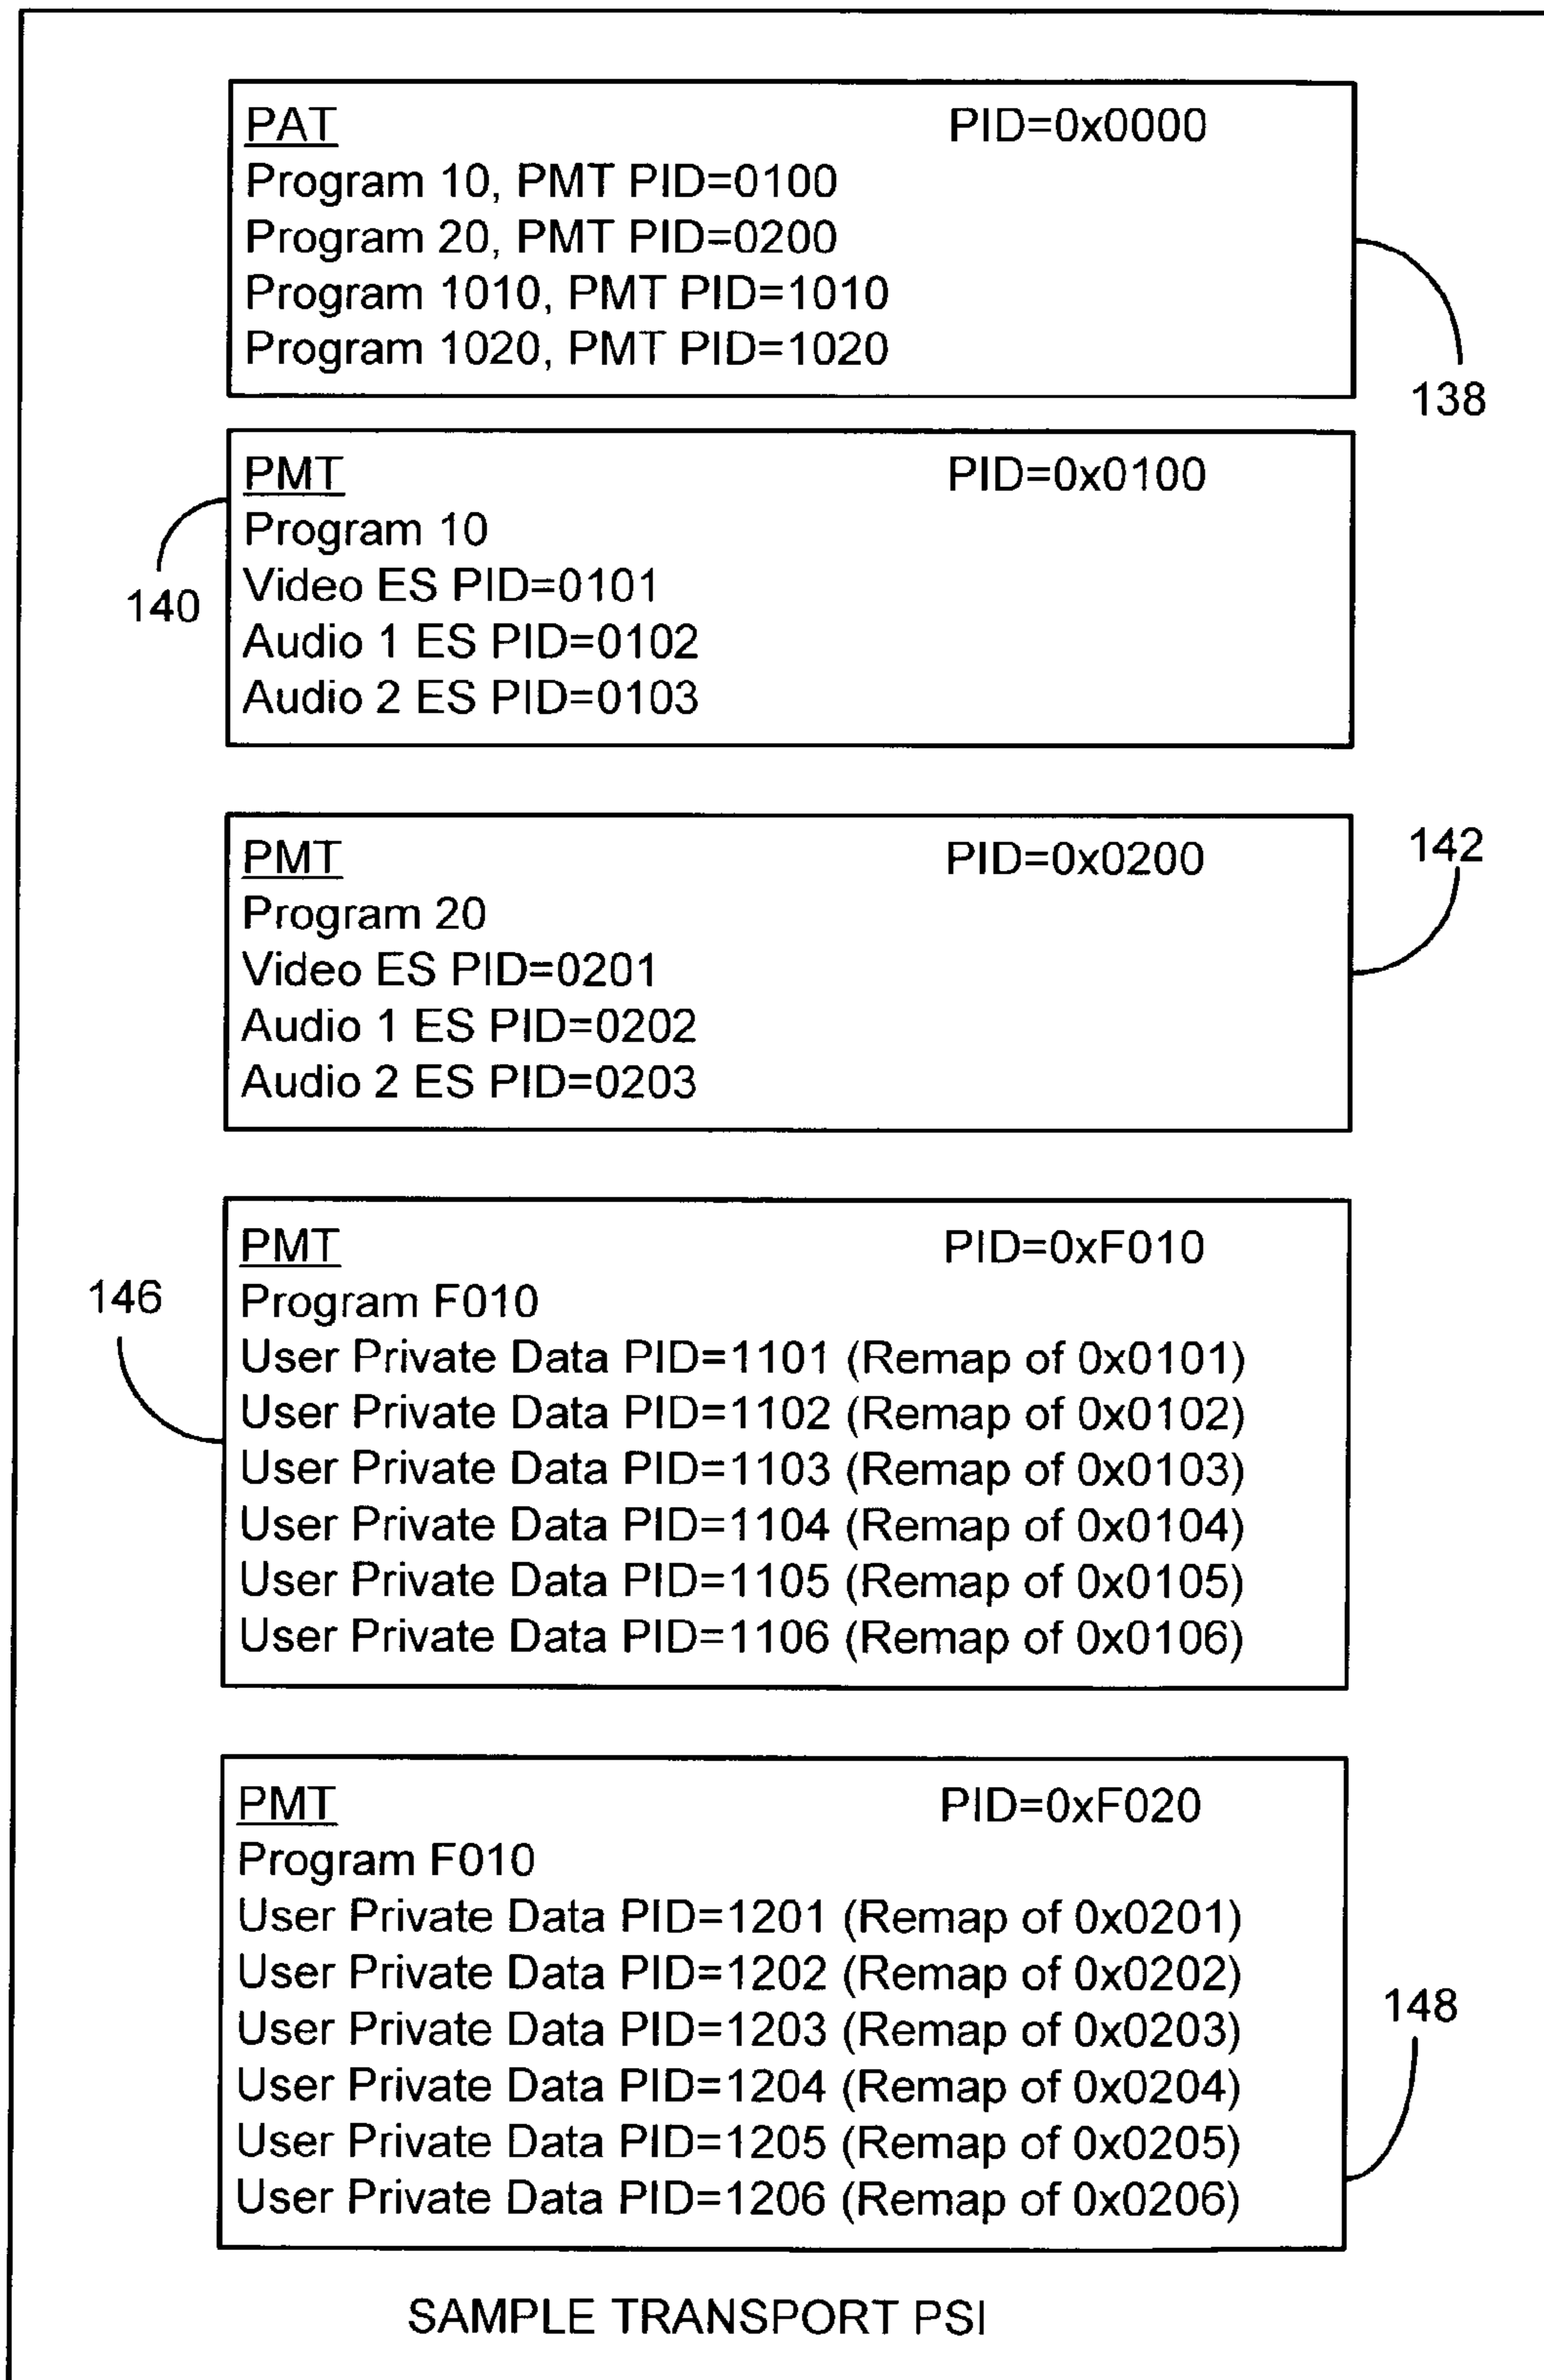 PAT PID=0x0000
Program 10, PMT PID=0100
Program 20, PMT PID=0200
Program 1010, PMT PID=1010
Program 1020, PMT PID=1020
138
PMT PID=0x0100
Program 10
Video ES PID=0101
Audio 1 ES PID=0102
Audio 2 ES PID=0103
140
PMT PID=0x0200
Program 20
Video ES PID=0201
Audio 1 ES PID=0202
Audio 2 ES PID=0203
142
PMT PID=0xF010
Program F010
User Private Data PID=1101 (Remap of 0x0101)
User Private Data PID=1102 (Remap of 0x0102)
User Private Data PID=1103 (Remap of 0x0103)
User Private Data PID=1104 (Remap of 0x0104)
User Private Data PID=1105 (Remap of 0x0105)
User Private Data PID=1106 (Remap of 0x0106)
146
PMT PID=0xF020
Program F010
User Private Data PID=1201 (Remap of 0x0201)
User Private Data PID=1202 (Remap of 0x0202)
User Private Data PID=1203 (Remap of 0x0203)
User Private Data PID=1204 (Remap of 0x0204)
User Private Data PID=1205 (Remap of 0x0205)
User Private Data PID=1206 (Remap of 0x0206)
148
SAMPLE TRANSPORT PSI